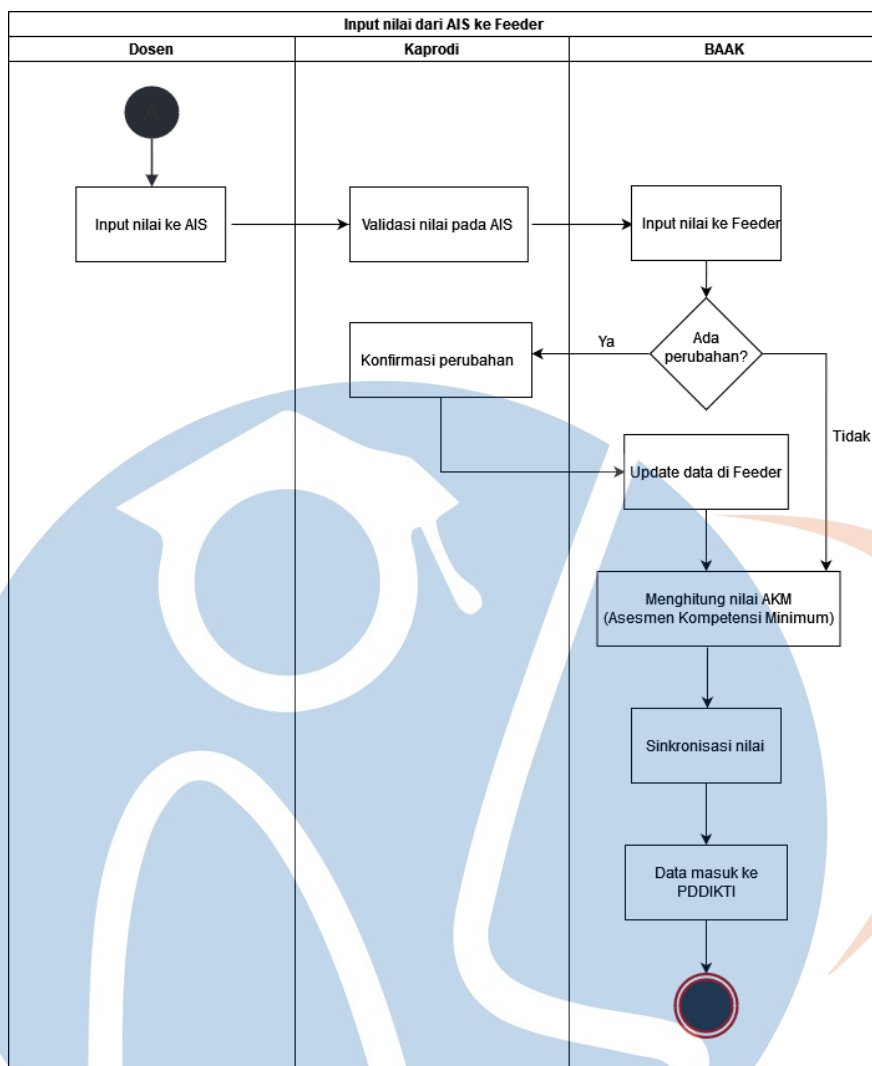 Input nilai dari AIS ke Feeder
Dosen
Kaprodi
BAAK
A
Input nilai ke AIS
Validasi nilai pada AIS
Input nilai ke Feeder
Ada
perubahan?
Ya
Tidak
Konfirmasi perubahan
Update data di Feeder
Menghitung nilai AKM
(Asesmen Kompetensi Minimum)
Sinkronisasi nilai
Data masuk ke
PDDIKTI